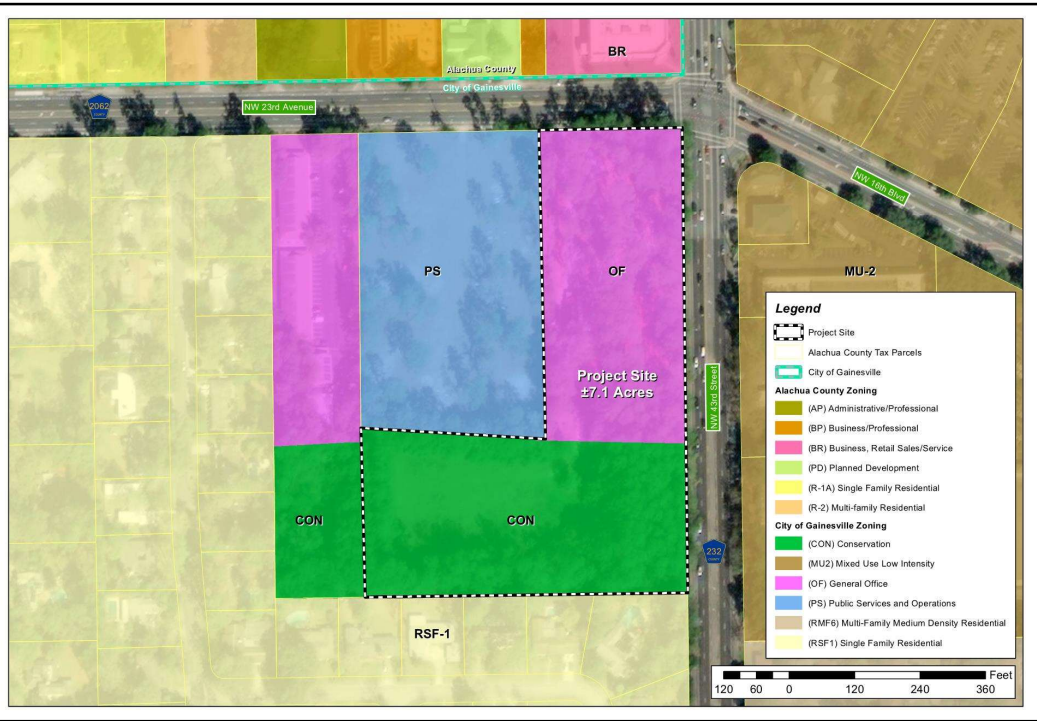 BR
Alachua County
City of Gainesville
2062
NW 23rd Avenue
NW 16th Blvd
PS
OF
MU-2
Project Site
±7.1 Acres
NW 43rd Street
CON
CON
232
RSF-1
Legend
Project Site
Alachua County Tax Parcels
City of Gainesville
Alachua County Zoning
(AP) Administrative/Professional
(BP) Business/Professional
(BR) Business, Retail Sales/Service
(PD) Planned Development
(R-1A) Single Family Residential
(R-2) Multi-family Residential
City of Gainesville Zoning
(CON) Conservation
(MU2) Mixed Use Low Intensity
(OF) General Office
(PS) Public Services and Operations
(RMF6) Multi-Family Medium Density Residential
(RSF1) Single Family Residential
Feet
120 60 0 120 240 360